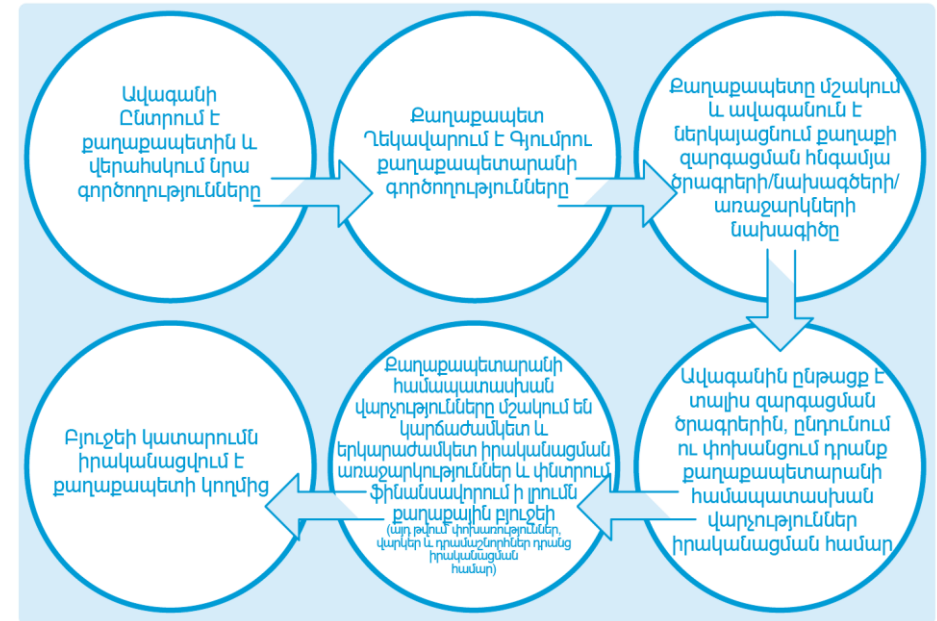 Ավագանի
Ընտրում է
քաղաքապետին և
վերահսկում նրա
գործողությունները
Քաղաքապետ
Ղեկավարում է Գյումրու
քաղաքապետարանի
գործողությունները
Քաղաքապետը մշակում
և ավագանուն է
ներկայացնում քաղաքի
զարգացման հնգամյա
ծրագրերի/նախագծերի/
առաջարկների
նախագիծը
Ավագանին ընթացք է
տալիս զարգացման
ծրագրերին, ընդունում
ու փոխանցում դրանք
քաղաքապետարանի
համապատասխան
վարչություններ
իրականացման համար
Քաղաքապետարանի
համապատասխան
վարչությունները մշակում են
կարճաժամկետ և
երկարաժամկետ իրականացման
առաջարկություններ և փնտրում
ֆինանսավորում ի լրումն
քաղաքային բյուջեի
(այդ թվում փոխառություններ,
վարկեր և դրամաշնորհներ դրանց
իրականացման
համար)
Բյուջեի կատարումն
իրականացվում է
քաղաքապետի կողմից